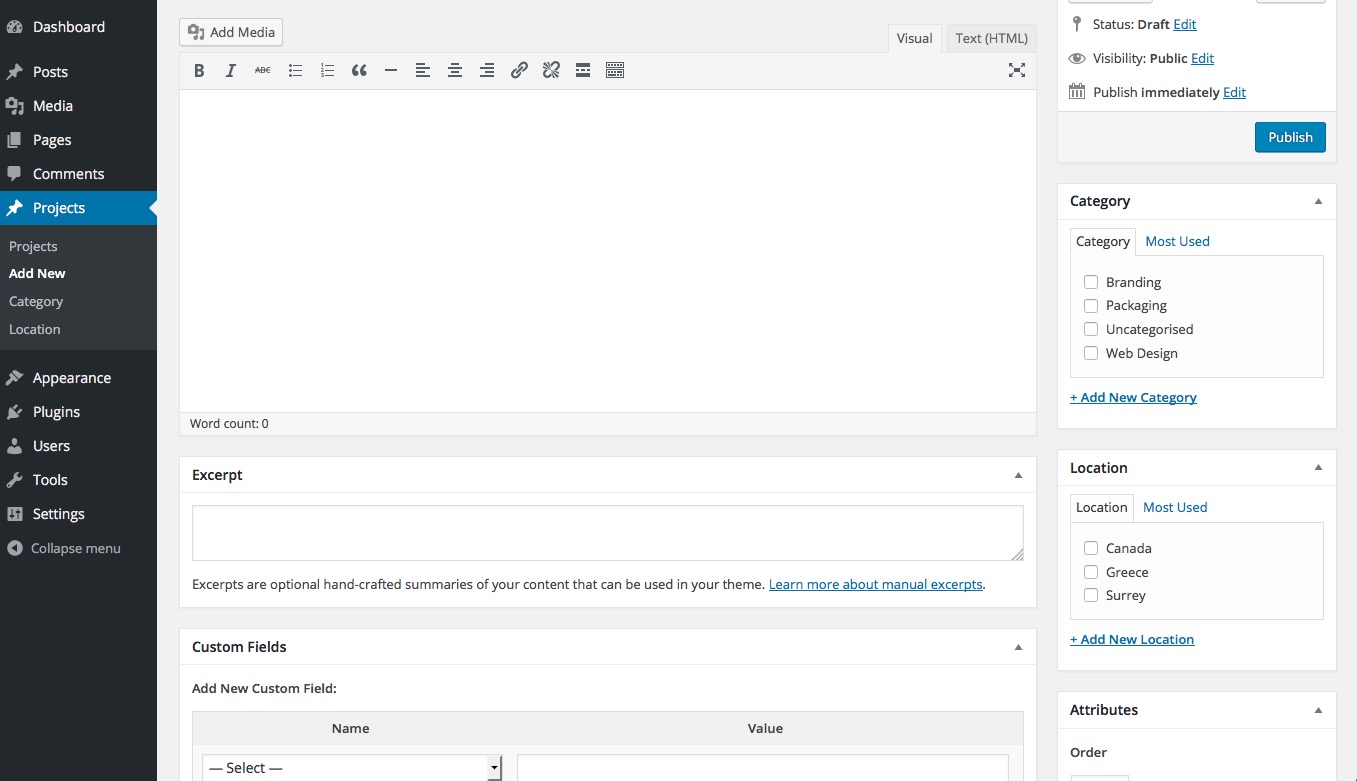 Dashboard
Posts
Media
Pages
Comments
Projects
Projects
Add New
Category
Location
Appearance
Plugins
Users
Tools
Settings
Collapse menu
Add Media
Visual
Text (HTML)
B I ABC
Word count: 0
Excerpt
Excerpts are optional hand-crafted summaries of your content that can be used in your theme. Learn more about manual excerpts.
Custom Fields
Add New Custom Field:
Name
Value
— Select —
Status: Draft Edit
Visibility: Public Edit
Publish immediately Edit
Publish
Category
Category
Most Used
Branding
Packaging
Uncategorised
Web Design
+ Add New Category
Location
Location
Most Used
Canada
Greece
Surrey
+ Add New Location
Attributes
Order